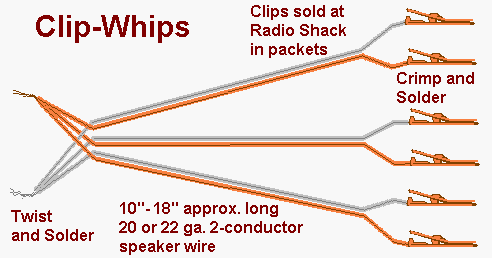 Clip-Whips
Clips sold at
Radio Shack
in packets
Crimp and
Solder
Twist
and Solder
10"-18" approx. long
20 or 22 ga. 2-conductor
speaker wire